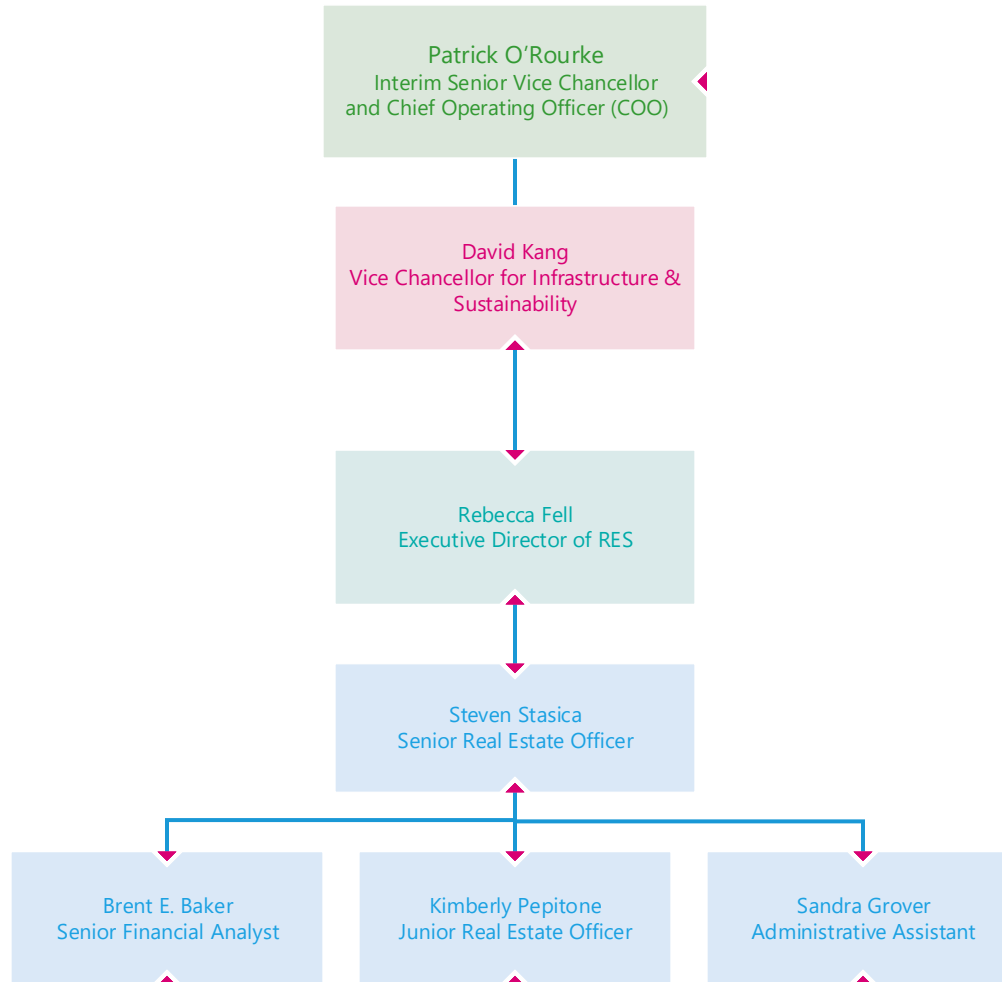 Patrick O’Rourke
Interim Senior Vice Chancellor
and Chief Operating Officer (COO)
David Kang
Vice Chancellor for Infrastructure &
Sustainability
Rebecca Fell
Executive Director of RES
Steven Stasica
Senior Real Estate Officer
Brent E. Baker
Senior Financial Analyst
Kimberly Pepitone
Junior Real Estate Officer
Sandra Grover
Administrative Assistant